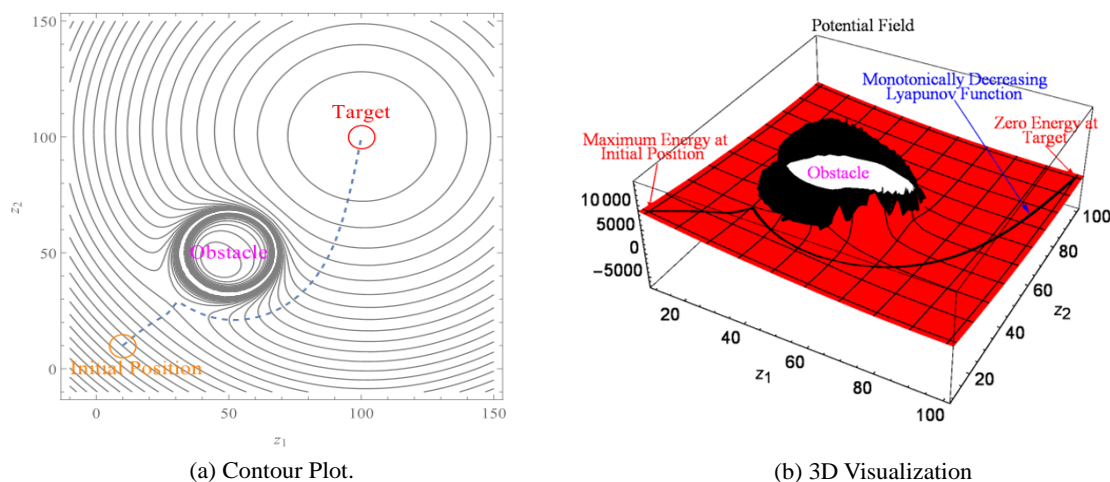 150
100
50
0
z2
Target
Obstacle
Initial Position
0
50
100
150
z1
(a) Contour Plot.
Potential Field
Monotonically Decreasing
Lyapunov Function
Zero Energy at
Target
Maximum Energy at
Initial Position
Obstacle
10 000
5000
0
−5000
20
40
60
80
100
z1
20
40
60
80
100
z2
(b) 3D Visualization